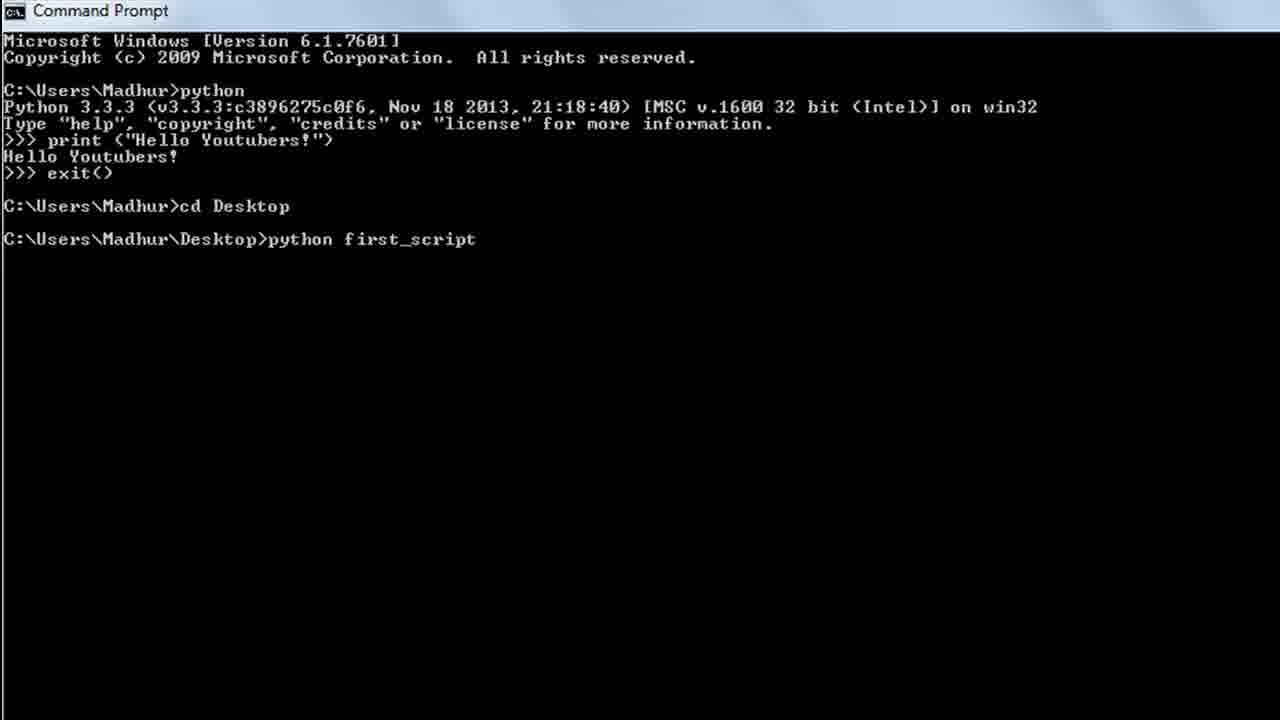 Command Prompt
Microsoft Windows [Version 6.1.7601]
Copyright (c) 2009 Microsoft Corporation.  All rights reserved.
C:\Users\Madhur>python
Python 3.3.3 (v3.3.3:c3896275c0f6, Nov 18 2013, 21:18:40) [MSC v.1600 32 bit (Intel)] on win32
Type "help", "copyright", "credits" or "license" for more information.
>>> print ("Hello Youtubers!")
Hello Youtubers!
>>> exit()
C:\Users\Madhur>cd Desktop
C:\Users\Madhur\Desktop>python first_script